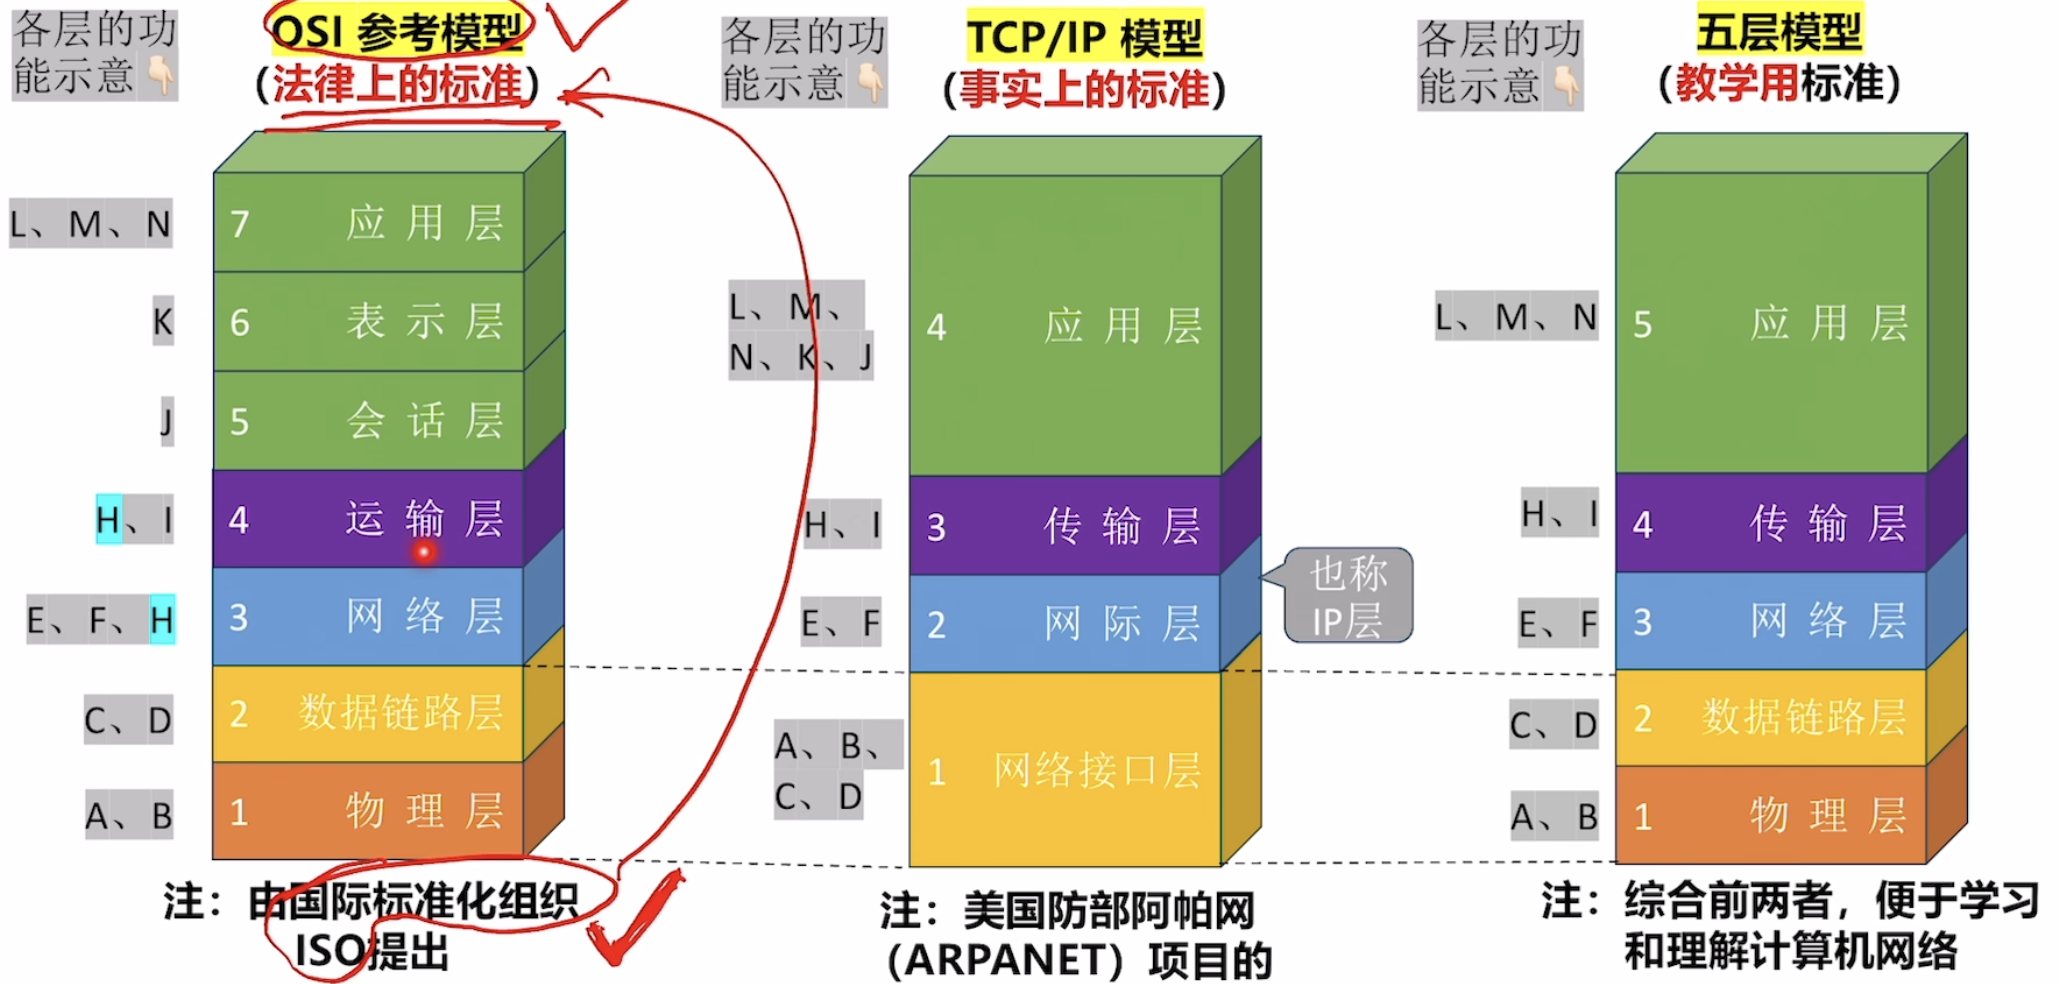 各层的功
能示意👇🏻
OSI 参考模型
(法律上的标准)
L、M、N
K
J
H、I
E、F、H
C、D
A、B
7 应用层
6 表示层
5 会话层
4 运输层
3 网络层
2 数据链路层
1 物理层
注：由国际标准化组织
ISO提出
各层的功
能示意👇🏻
TCP/IP 模型
(事实上的标准)
L、M、
N、K、J
H、I
E、F
A、B、
C、D
4 应用层
3 传输层
2 网际层
1 网络接口层
也称
IP层
注：美国防部阿帕网
（ARPANET）项目的
各层的功
能示意👇🏻
五层模型
(教学用标准)
L、M、N
H、I
E、F
C、D
A、B
5 应用层
4 传输层
3 网络层
2 数据链路层
1 物理层
注：综合前两者，便于学习
和理解计算机网络